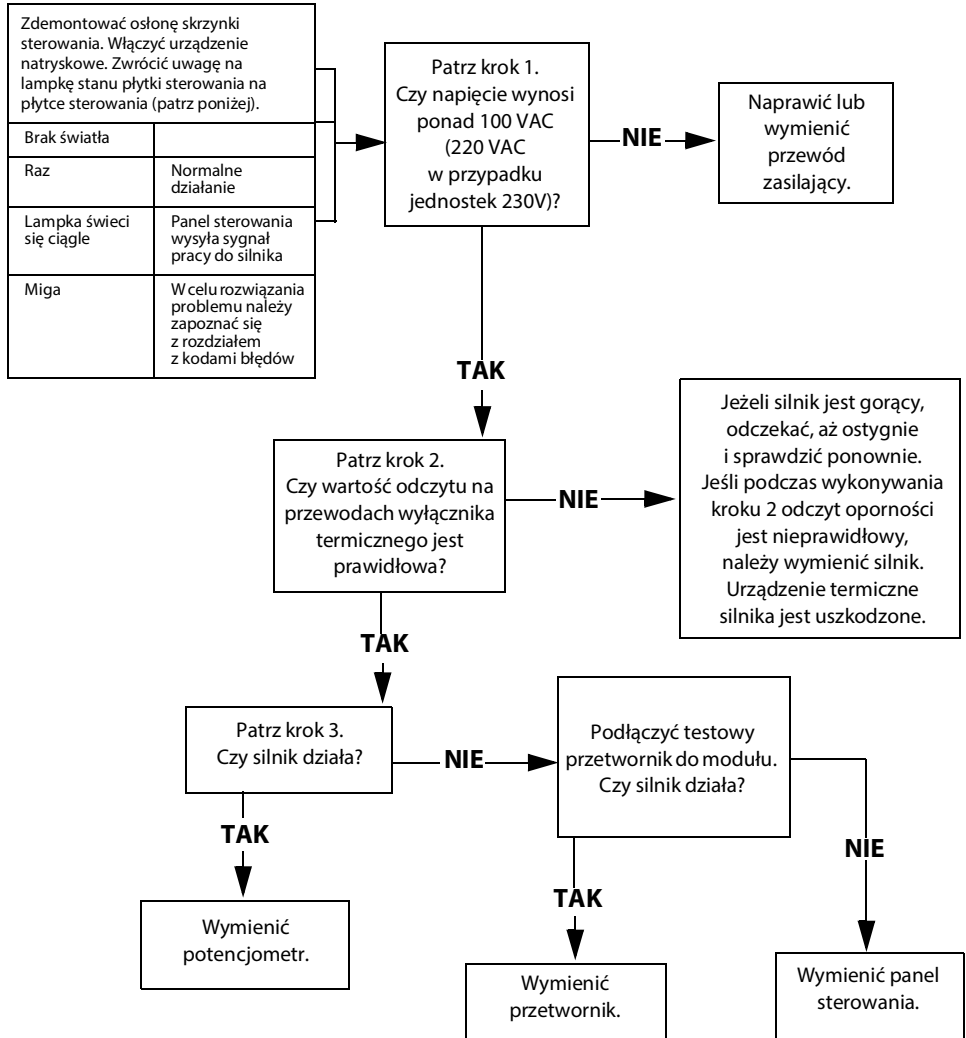 Zdemontować osłonę skrzynki
sterowania. Włączyć urządzenie
natryskowe. Zwrócić uwagę na
lampkę stanu płytki sterowania na
płytce sterowania (patrz poniżej).
Brak światła
Raz
Normalne
działanie
Lampka świeci
się ciągle
Panel sterowania
wysyła sygnał
pracy do silnika
Miga
W celu rozwiązania
problemu należy
zapoznać się
z rozdziałem
z kodami błędów
Patrz krok 1.
Czy napięcie wynosi
ponad 100 VAC
(220 VAC
w przypadku
jednostek 230V)?
NIE
Naprawić lub
wymienić
przewód
zasilający.
TAK
Patrz krok 2.
Czy wartość odczytu na
przewodach wyłącznika
termicznego jest
prawidłowa?
NIE
Jeżeli silnik jest gorący,
odczekać, aż ostygnie
i sprawdzić ponownie.
Jeśli podczas wykonywania
kroku 2 odczyt oporności
jest nieprawidłowy,
należy wymienić silnik.
Urządzenie termiczne
silnika jest uszkodzone.
TAK
Patrz krok 3.
Czy silnik działa?
NIE
Podłączyć testowy
przetwornik do modułu.
Czy silnik działa?
TAK
Wymienić
potencjometr.
TAK
Wymienić
przetwornik.
NIE
Wymienić panel
sterowania.